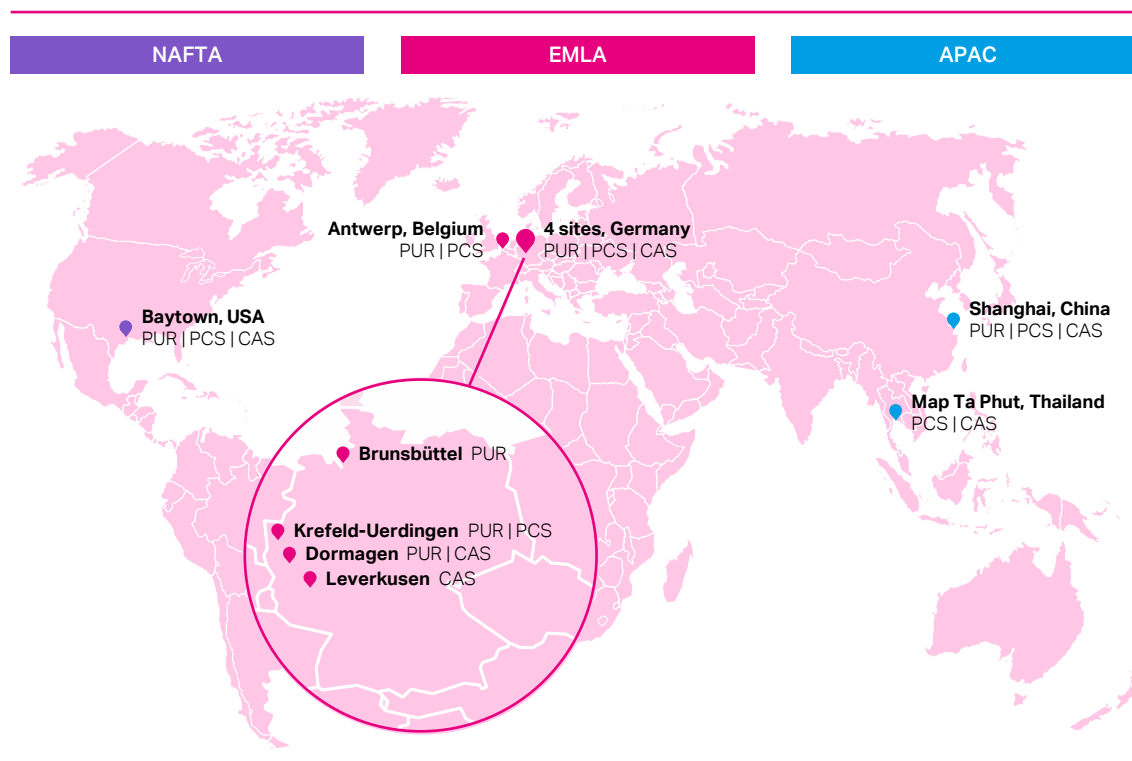 NAFTA
EMLA
APAC
Antwerp, Belgium
PUR | PCS
4 sites, Germany
PUR | PCS | CAS
Baytown, USA
PUR | PCS | CAS
Shanghai, China
PUR | PCS | CAS
Map Ta Phut, Thailand
PCS | CAS
Brunsbüttel PUR
Krefeld-Uerdingen PUR | PCS
Dormagen PUR | CAS
Leverkusen CAS